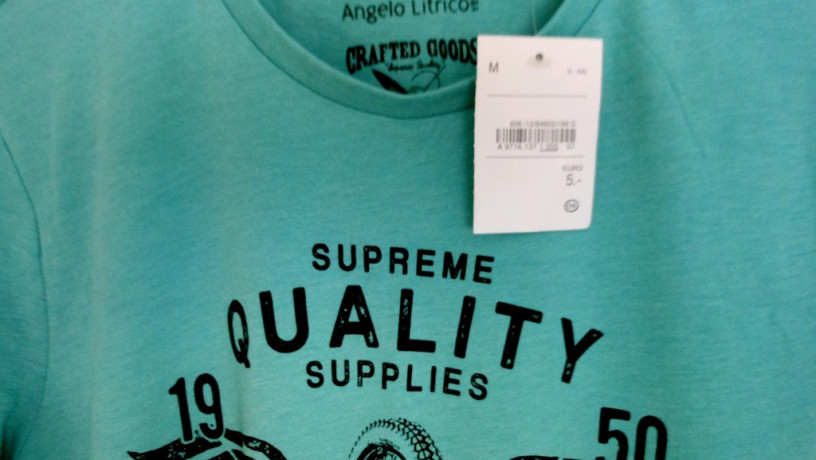 Angelo Litrico
CRAFTED GOODS
M
EURO
5.-
SUPREME
QUALITY
SUPPLIES
19
50